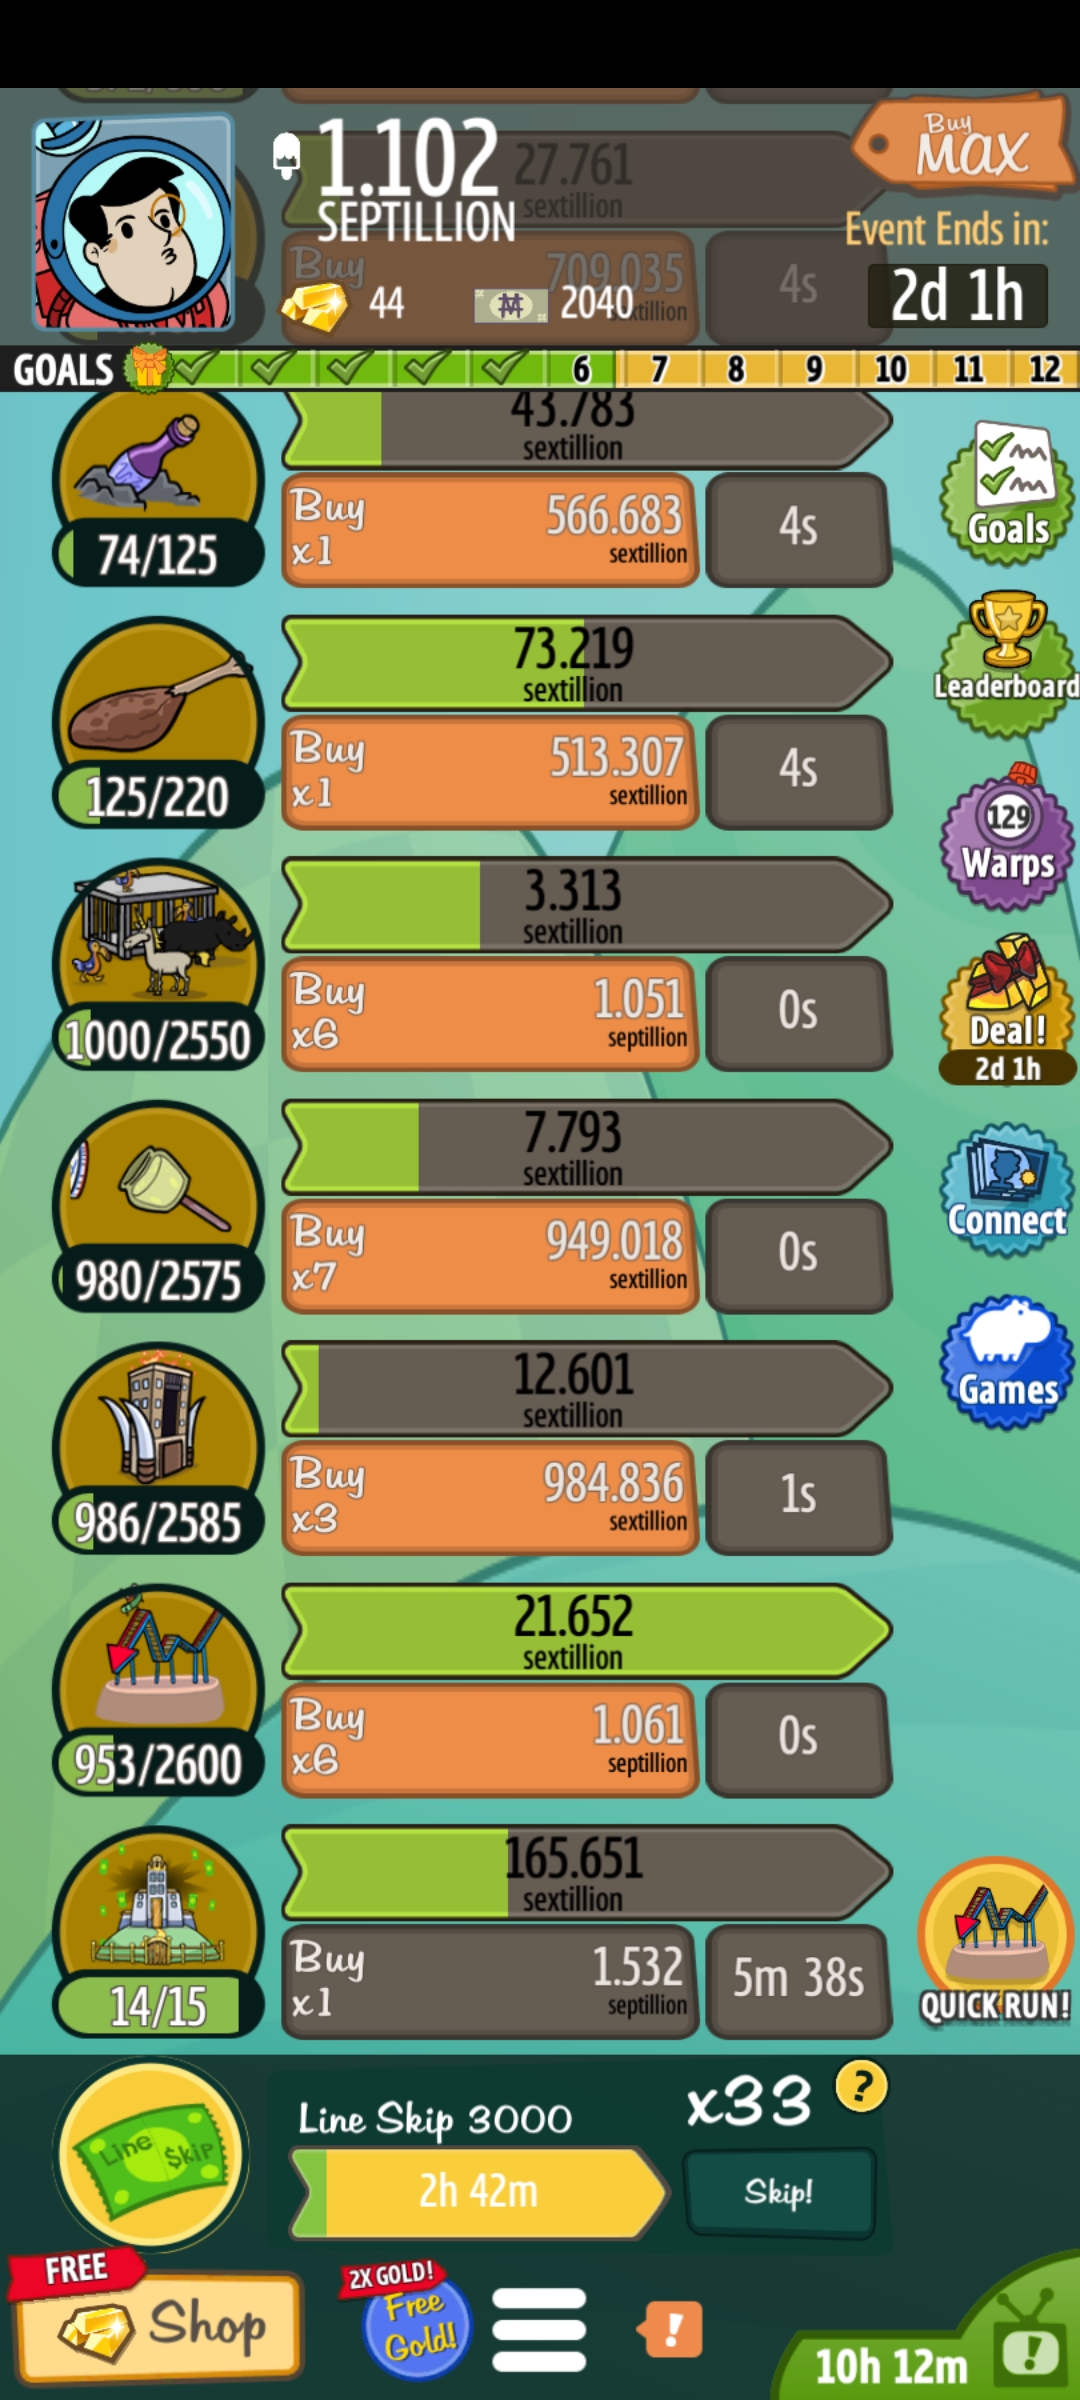 1.102
SEPTILLION
27.761
sextillion
Buy
MAX
Event Ends in:
2d 1h
Buy
709.035
4s
44
2040
GOALS
6 7 8 9 10 11 12
43.783
sextillion
Buy
x1
566.683
sextillion
4s
74/125
Goals
73.219
sextillion
Buy
x1
513.307
sextillion
4s
125/220
Leaderboard
129
Warps
3.313
sextillion
Buy
x6
1.051
septillion
0s
1000/2550
Deal!
2d 1h
7.793
sextillion
Buy
x7
949.018
sextillion
0s
980/2575
Connect
12.601
sextillion
Buy
x3
984.836
sextillion
1s
986/2585
Games
21.652
sextillion
Buy
x6
1.061
septillion
0s
953/2600
165.651
sextillion
Buy
x1
1.532
septillion
5m 38s
14/15
QUICK RUN!
Line Skip
Line Skip 3000
x33
?
2h 42m
Skip!
FREE
Shop
2X GOLD!
Free
Gold!
!
10h 12m
!